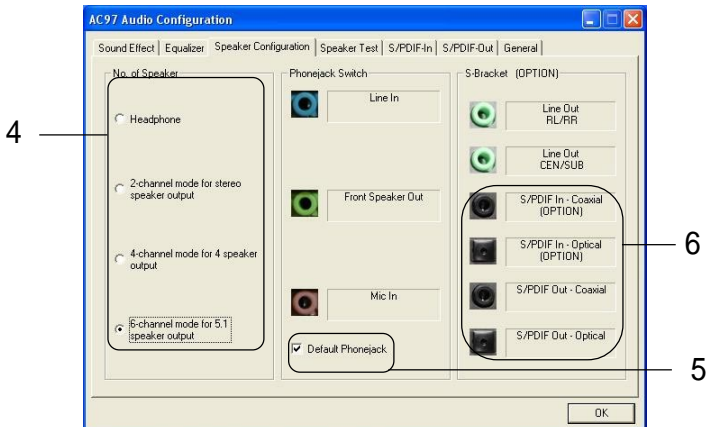 AC97 Audio Configuration
Sound Effect
Equalizer
Speaker Configuration
Speaker Test
S/PDIF-In
S/PDIF-Out
General
No. of Speaker
Headphone
2-channel mode for stereo
speaker output
4-channel mode for 4 speaker
output
6-channel mode for 5.1
speaker output
4
Phonejack Switch
Line In
Front Speaker Out
Mic In
Default Phonejack
5
S-Bracket (OPTION)
Line Out
RL/RR
Line Out
CEN/SUB
S/PDIF In - Coaxial
(OPTION)
S/PDIF In - Optical
(OPTION)
S/PDIF Out - Coaxial
S/PDIF Out - Optical
6
OK